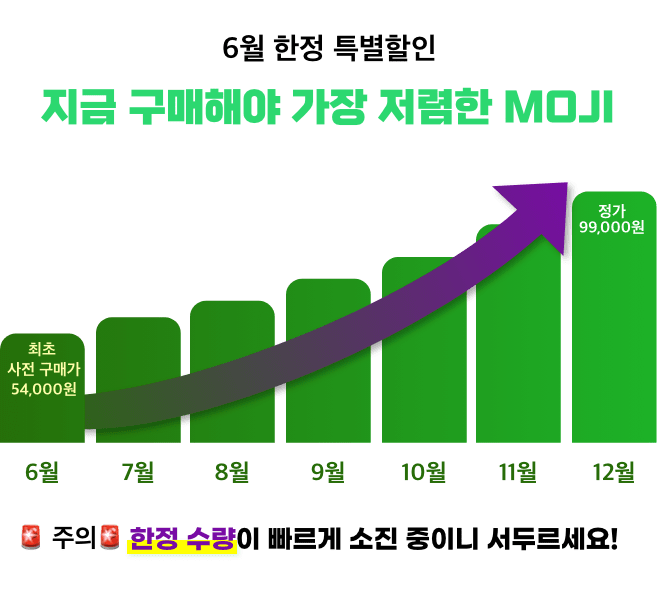 6월 한정 특별할인
지금 구매해야 가장 저렴한 MOJI
정가
99,000원
최초
사전 구매가
54,000원
6월 7월 8월 9월 10월 11월 12월
🚨 주의🚨 한정 수량이 빠르게 소진 중이니 서두르세요!